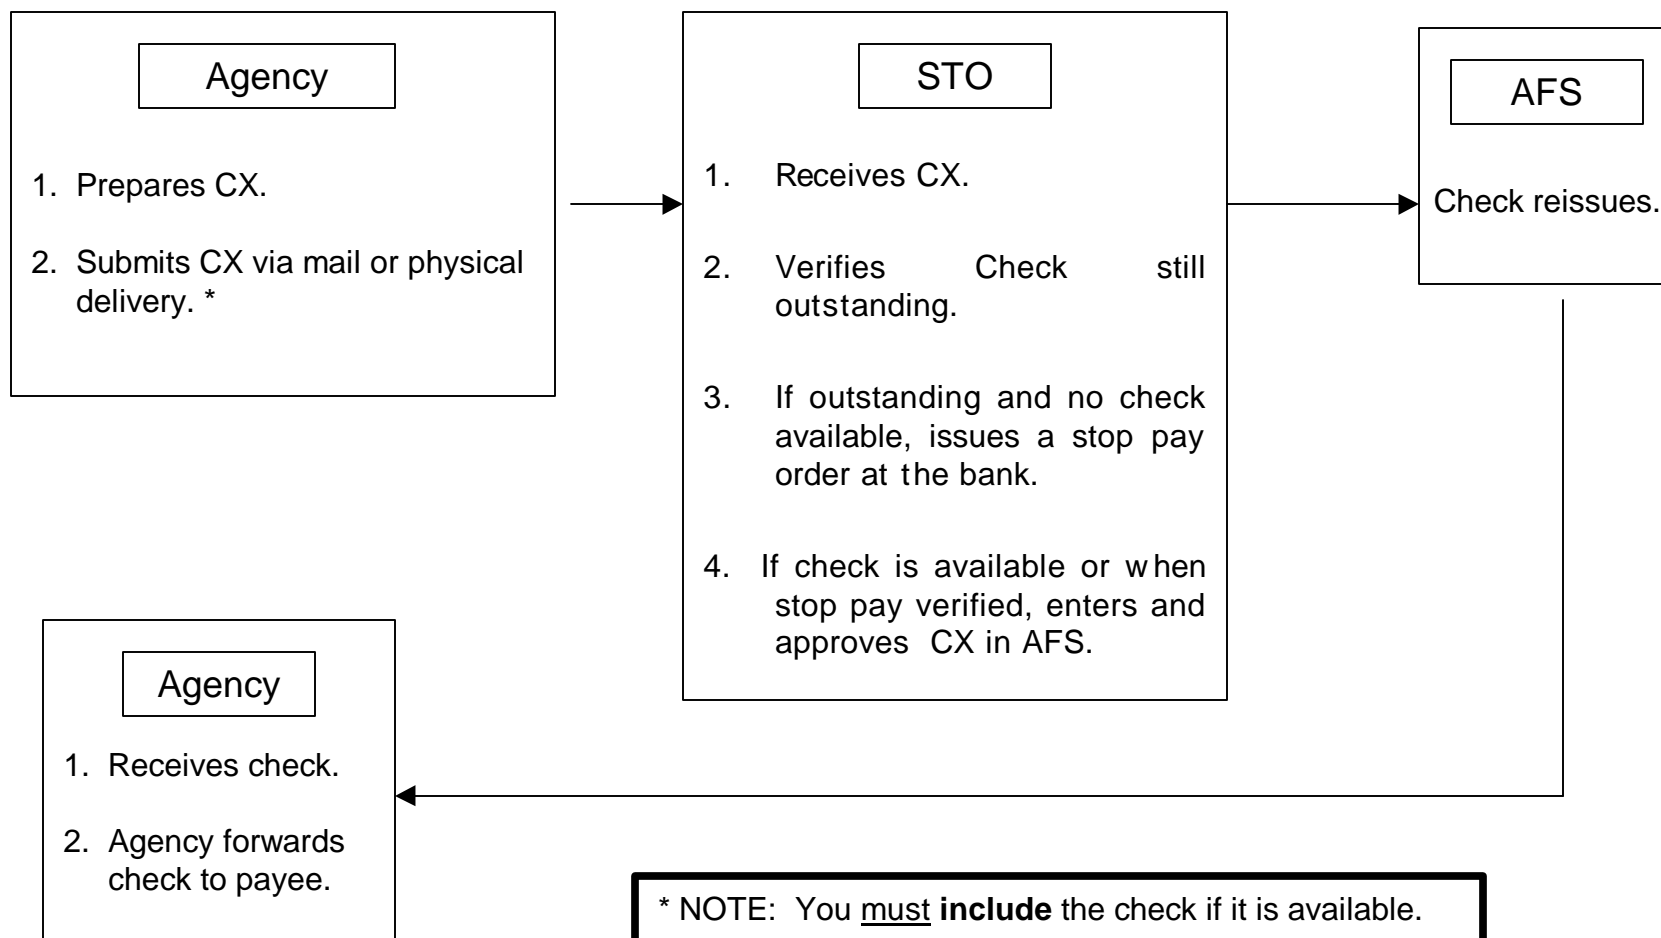 Agency
1. Prepares CX.
2. Submits CX via mail or physical
delivery. *
STO
1. Receives CX.
2. Verifies Check still
outstanding.
3. If outstanding and no check
available, issues a stop pay
order at the bank.
4. If check is available or when
stop pay verified, enters and
approves CX in AFS.
AFS
Check reissues.
Agency
1. Receives check.
2. Agency forwards
check to payee.
* NOTE: You must include the check if it is available.